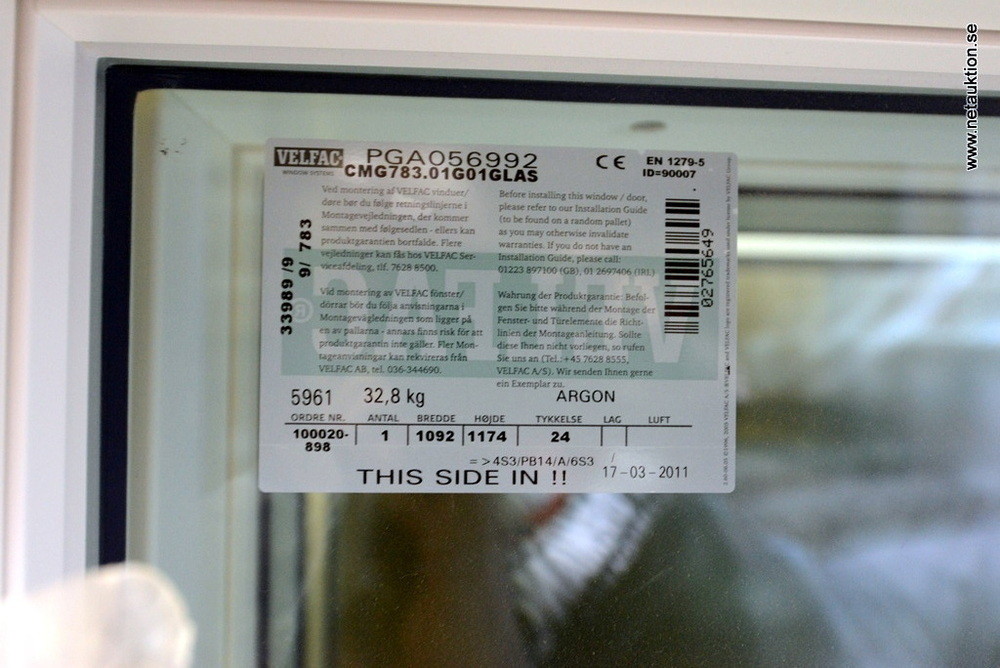 www.netauktion.se
VELFAC
WINDOW SYSTEMS
PGA056992
CMG783.01G01GLAS
CE
EN 1279-5
ID=90007
33989 /9
9/ 783
Ved montering af VELFAC vinduer/
døre bør du følge retningslinjerne i
Montagevejledningen, der kommer
sammen med følgesedlen - ellers kan
produktgarantien bortfalde. Flere
vejledninger kan fås hos VELFAC Ser-
viceafdeling, tlf. 7628 8500.
Vid montering av VELFAC fönster/
dörrar bör du följa anvisningarna i
Montagevägledningen som ligger på
en av pallarna - annars finns risk för att
produktgarantin inse gäller. Fler Mon-
tageanvisningar kan rekvireras från
VELFAC AB, tel. 036-344690.
Before installing this window / door,
please refer to our Installation Guide
(to be found on a random pallet)
as you may otherwise invalidate
warranties. If you do not have an
Installation Guide, please call:
01223 897100 (GB), 01 2697406 (IRL)
Wahrung der Produktgarantie: Befol-
gen Sie bitte während der Montage der
Fenster- und Türelemente die Richt-
linien der Montageanleitung. Sollte
diese Ihnen nicht vorliegen, so rufen
Sie uns an (Tel.: +45 7628 8555,
VELFAC A/S). Wir senden Ihnen gerne
ein Exemplar zu.
02765649
5961 32,8 kg ARGON
ORDRE NR. ANTAL BREDDE HØJDE TYKKELSE LAG LUFT
100020- 1 1092 1174 24
898
=>4S3/PB14/A/6S3 /
THIS SIDE IN !! 17-03-2011